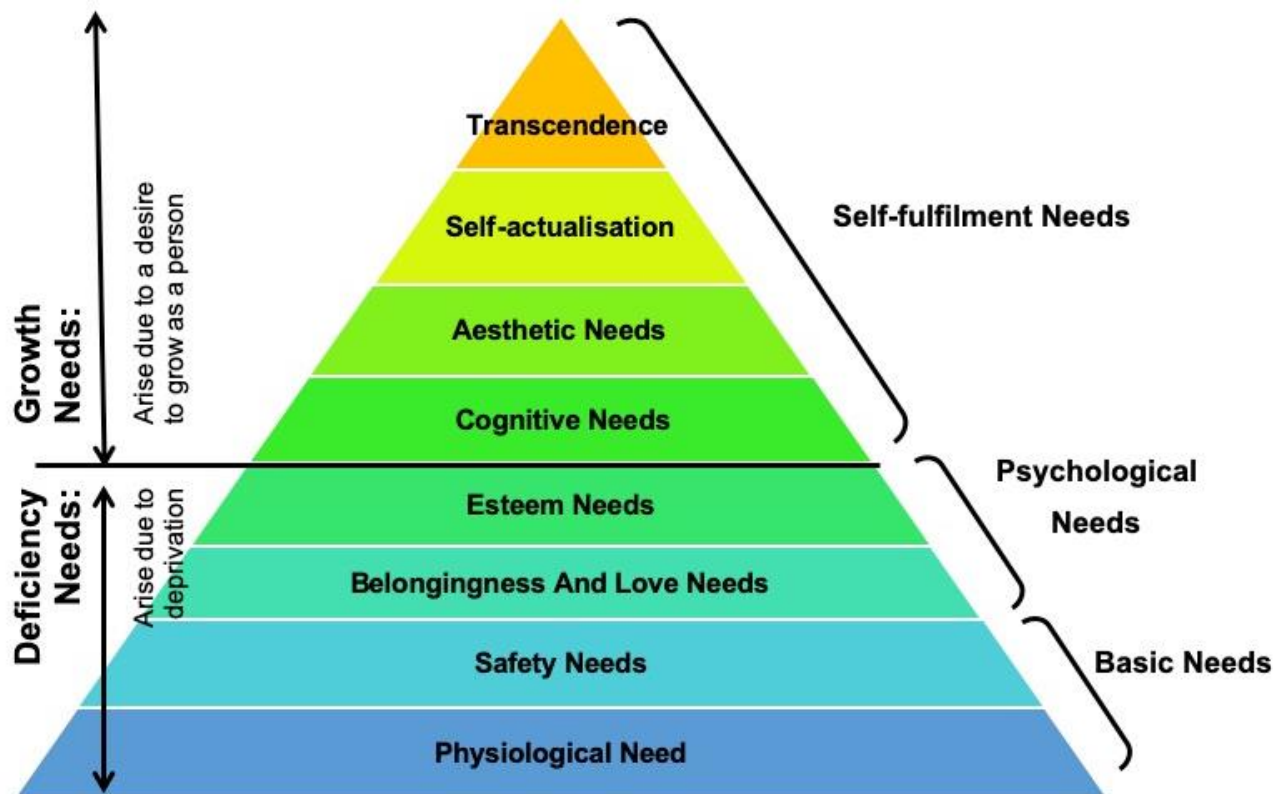 Transcendence
Self-actualisation
Aesthetic Needs
Cognitive Needs
Esteem Needs
Belongingness And Love Needs
Safety Needs
Physiological Need
Growth
Needs:
Arise due to a desire
to grow as a person
Deficiency
Needs:
Arise due to
deprivation
Self-fulfilment Needs
Psychological
Needs
Basic Needs